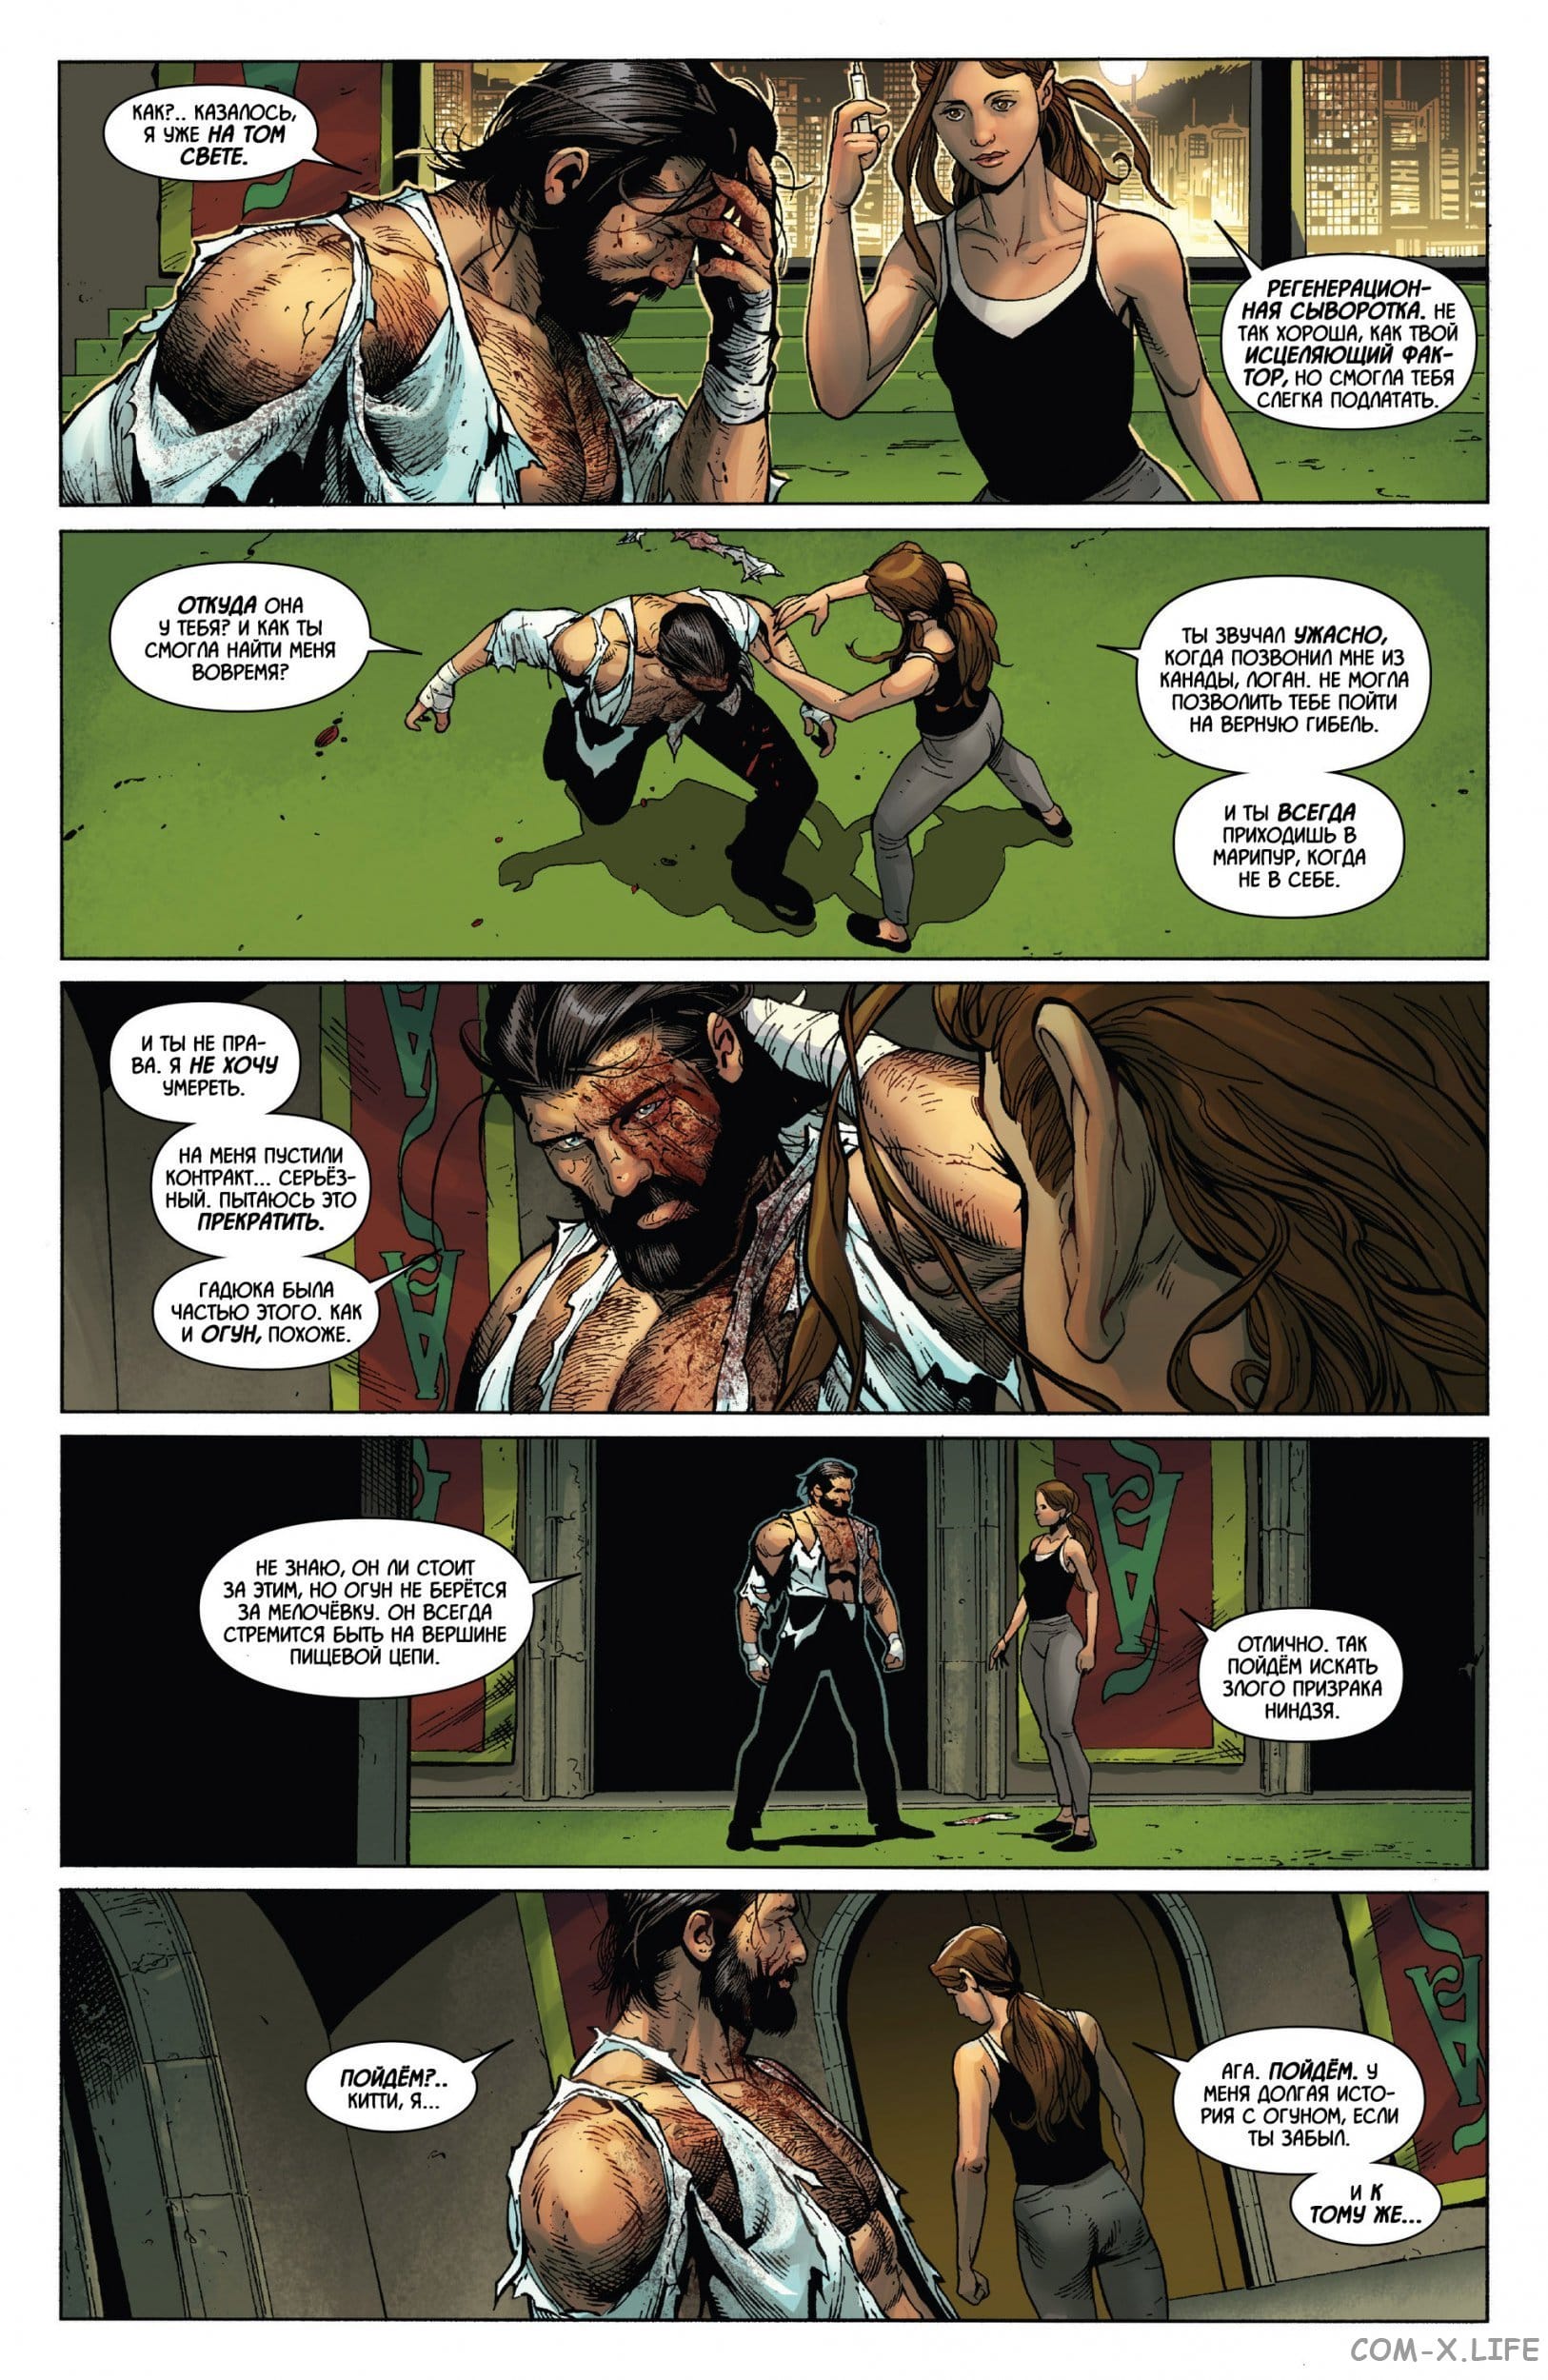 КАК?.. КАЗАЛОСЬ,
Я УЖЕ НА ТОМ
СВЕТЕ.
РЕГЕНЕРАЦИОН-
НАЯ СЫВОРОТКА. НЕ
ТАК ХОРОША, КАК ТВОЙ
ИСЦЕЛЯЮЩИЙ ФАК-
ТОР, НО СМОГЛА ТЕБЯ
СЛЕГКА ПОДЛАТАТЬ.
ОТКУДА ОНА
У ТЕБЯ? И КАК ТЫ
СМОГЛА НАЙТИ МЕНЯ
ВОВРЕМЯ?
ТЫ ЗВУЧАЛ УЖАСНО,
КОГДА ПОЗВОНИЛ МНЕ ИЗ
КАНАДЫ, ЛОГАН. НЕ МОГЛА
ПОЗВОЛИТЬ ТЕБЕ ПОЙТИ
НА ВЕРНУЮ ГИБЕЛЬ.
И ТЫ ВСЕГДА
ПРИХОДИШЬ В
МАРИПУР, КОГДА
НЕ В СЕБЕ.
И ТЫ НЕ ПРА-
ВА. Я НЕ ХОЧУ
УМЕРЕТЬ.
НА МЕНЯ ПУСТИЛИ
КОНТРАКТ... СЕРЬЁЗ-
НЫЙ. ПЫТАЮСЬ ЭТО
ПРЕКРАТИТЬ.
ГАДЮКА БЫЛА
ЧАСТЬЮ ЭТОГО. КАК
И ОГУН, ПОХОЖЕ.
НЕ ЗНАЮ, ОН ЛИ СТОИТ
ЗА ЭТИМ, НО ОГУН НЕ БЕРЁТСЯ
ЗА МЕЛОЧЁВКУ. ОН ВСЕГДА
СТРЕМИТСЯ БЫТЬ НА ВЕРШИНЕ
ПИЩЕВОЙ ЦЕПИ.
ОТЛИЧНО. ТАК
ПОЙДЁМ ИСКАТЬ
ЗЛОГО ПРИЗРАКА
НИНДЗЯ.
ПОЙДЁМ?..
КИТТИ, Я...
АГА. ПОЙДЁМ. У
МЕНЯ ДОЛГАЯ ИСТО-
РИЯ С ОГУНОМ, ЕСЛИ
ТЫ ЗАБЫЛ.
И К
ТОМУ ЖЕ...
COM-X.LIFE